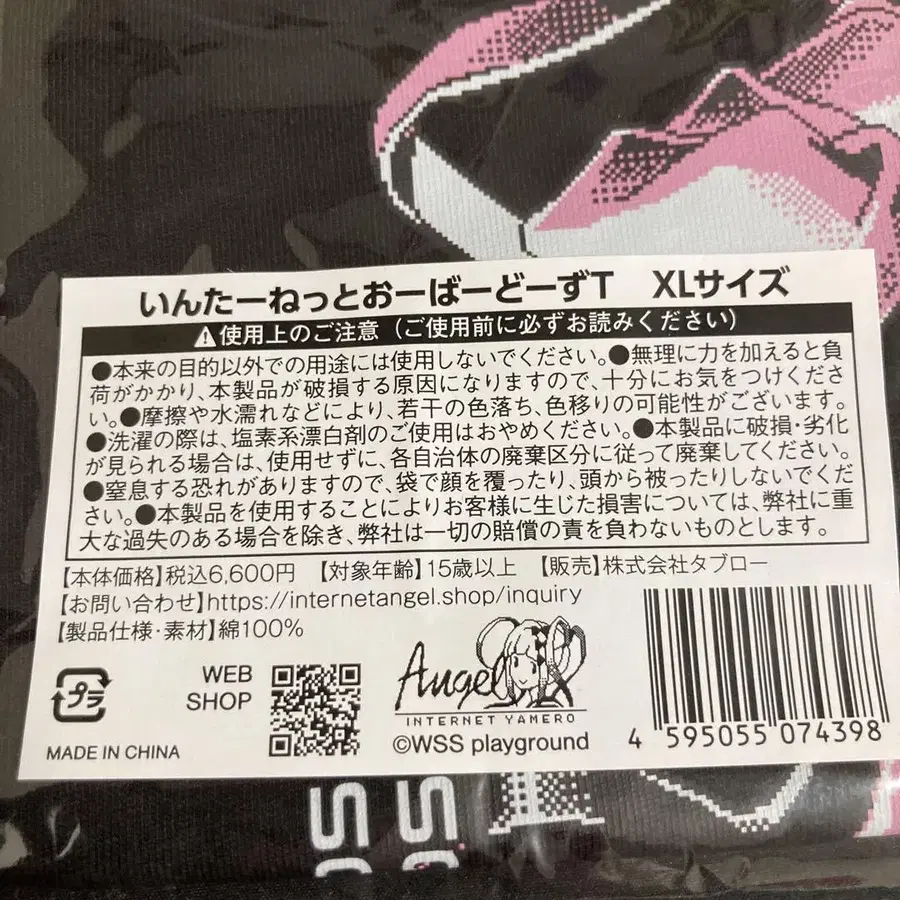 いんたーねっとおーばーどーずT XLサイズ
⚠使用上のご注意（ご使用前に必ずお読みください）
●本来の目的以外での用途には使用しないでください。●無理に力を加えると負
荷がかかり、本製品が破損する原因になりますので、十分にお気をつけくださ
い。●摩擦や水濡れなどにより、若干の色落ち、色移りの可能性がございます。
●洗濯の際は、塩素系漂白剤のご使用はおやめください。●本製品に破損・劣化
が見られる場合は、使用せずに、各自治体の廃棄区分に従って廃棄してください。
●窒息する恐れがありますので、袋で顔を覆ったり、頭から被ったりしないでくだ
さい。●本製品を使用することによりお客様に生じた損害については、弊社に重
大な過失のある場合を除き、弊社は一切の賠償の責を負わないものとします。
【本体価格】税込6,600円 【対象年齢】15歳以上 【販売】株式会社タブロー
【お問い合わせ】https://internetangel.shop/inquiry
【製品仕様・素材】綿100%
プラ
WEB
SHOP
MADE IN CHINA
Angel
INTERNET YAMERO
©WSS playground
4 595055 074398